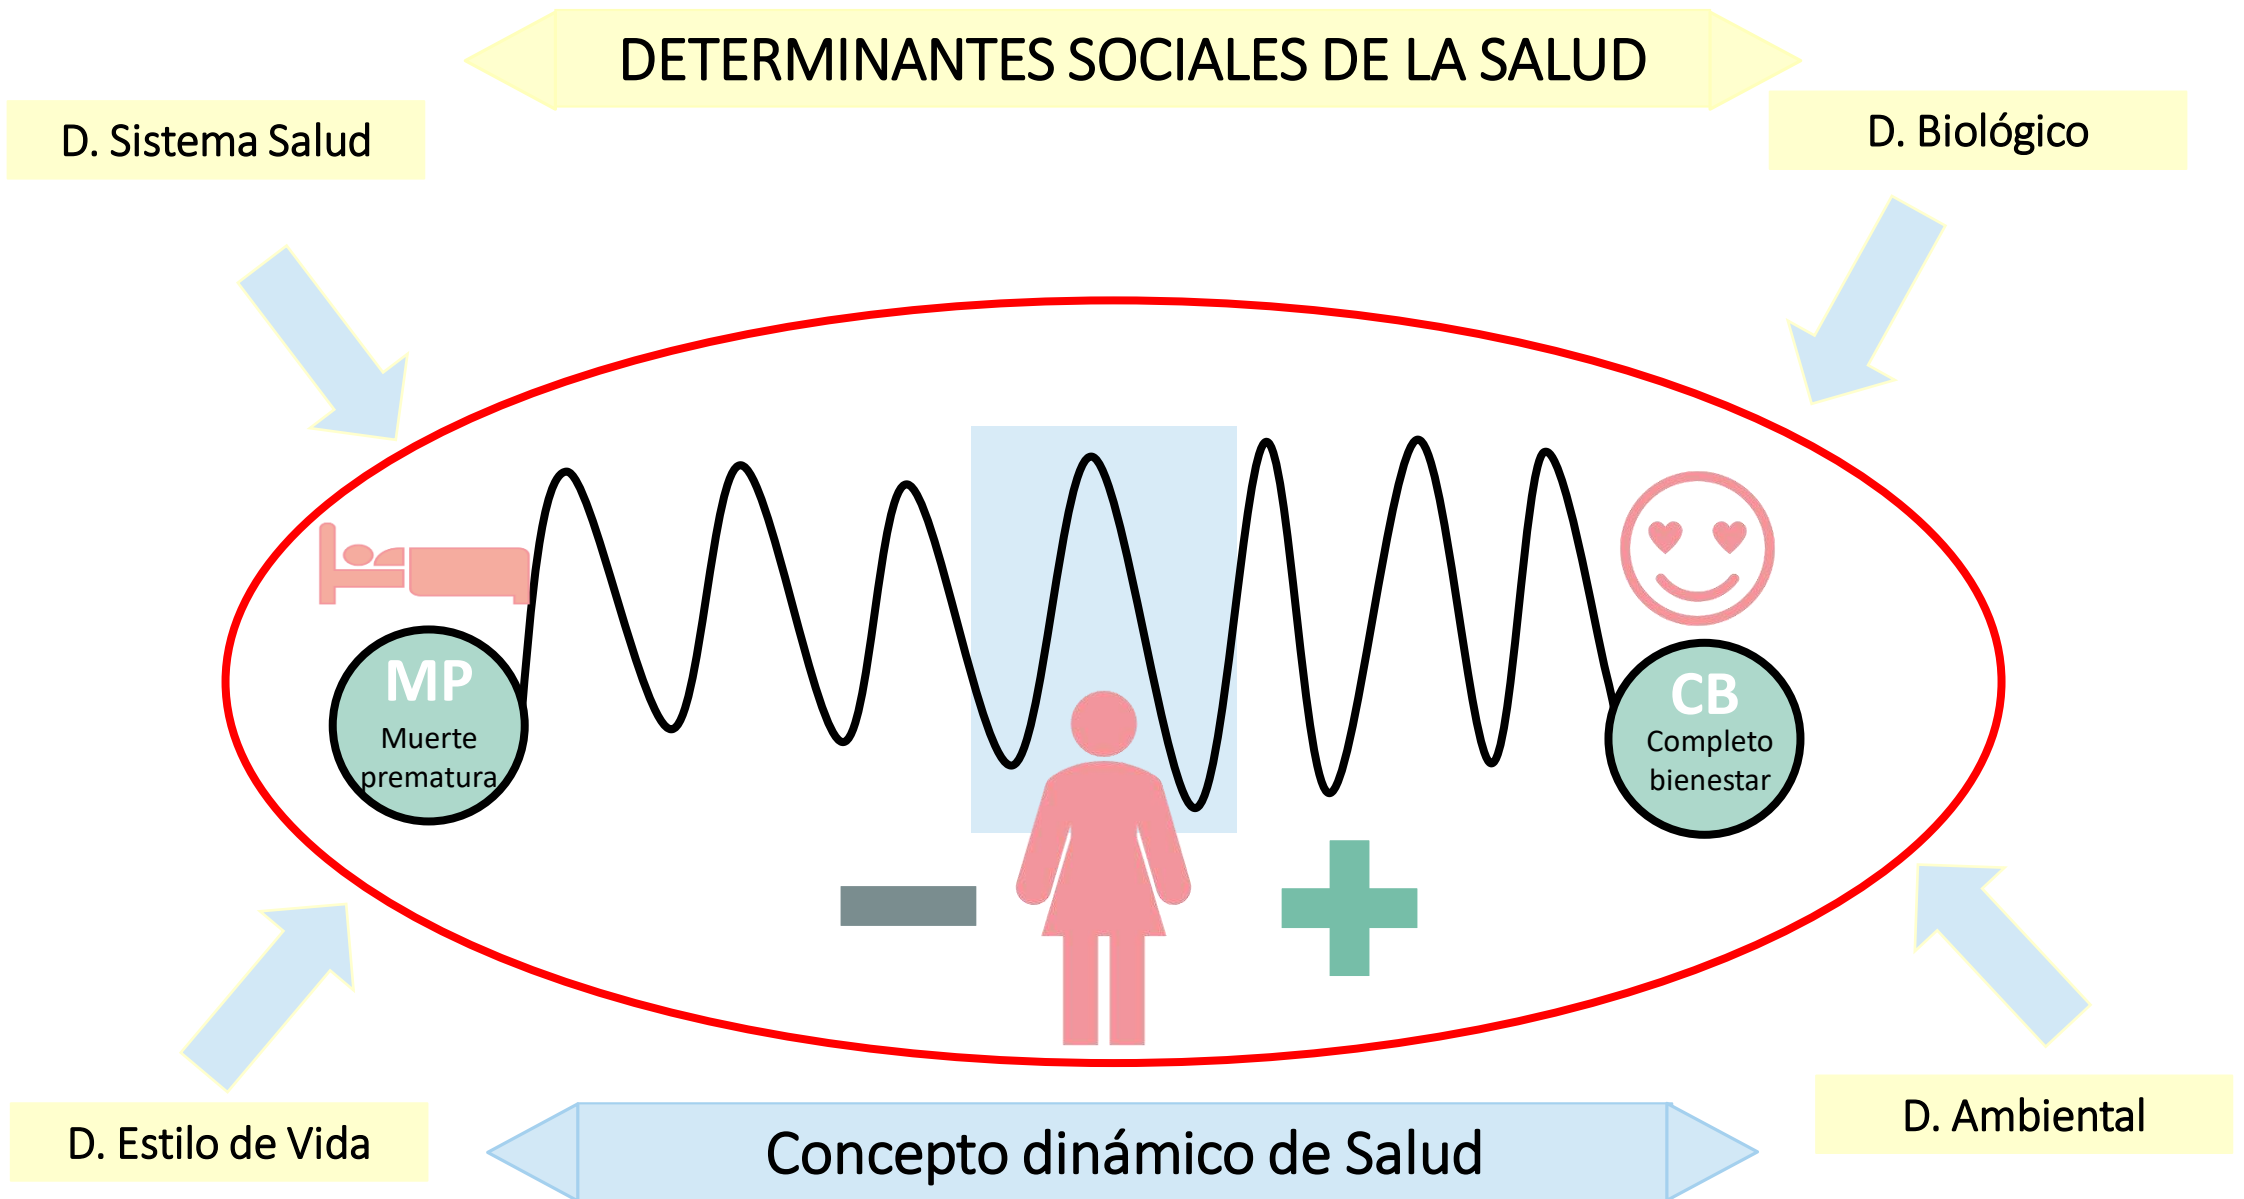 DETERMINANTES SOCIALES DE LA SALUD
D. Sistema Salud
D. Biológico
MP
Muerte
prematura
CB
Completo
bienestar
D. Estilo de Vida
Concepto dinámico de Salud
D. Ambiental